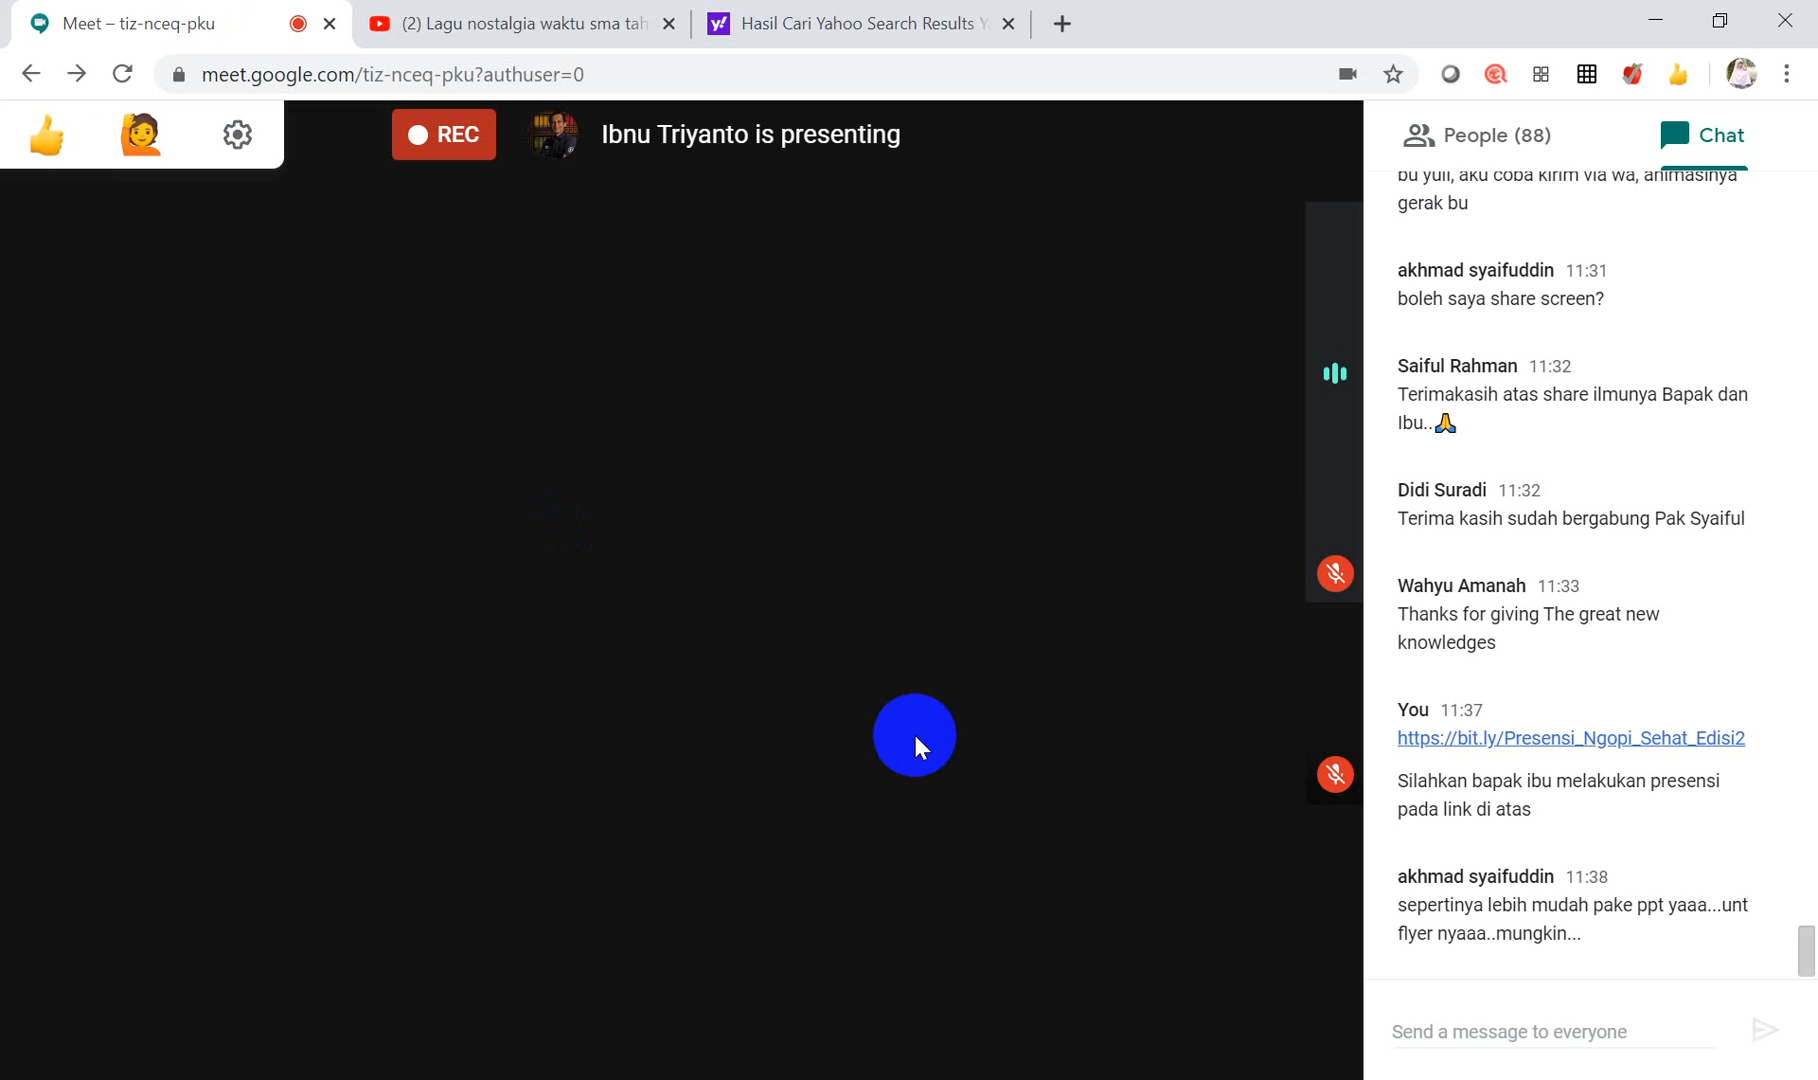 Meet – tiz-nceq-pku
(2) Lagu nostalgia waktu sma tah
Hasil Cari Yahoo Search Results Y
meet.google.com/tiz-nceq-pku?authuser=0
REC
Ibnu Triyanto is presenting
People (88)
Chat
bu yuli, aku coba kirim via wa, animasinya
gerak bu
akhmad syaifuddin 11:31
boleh saya share screen?
Saiful Rahman 11:32
Terimakasih atas share ilmunya Bapak dan
Ibu..🙏
Didi Suradi 11:32
Terima kasih sudah bergabung Pak Syaiful
Wahyu Amanah 11:33
Thanks for giving The great new
knowledges
You 11:37
https://bit.ly/Presensi_Ngopi_Sehat_Edisi2
Silahkan bapak ibu melakukan presensi
pada link di atas
akhmad syaifuddin 11:38
sepertinya lebih mudah pake ppt yaaa...unt
flyer nyaaa..mungkin...
Send a message to everyone